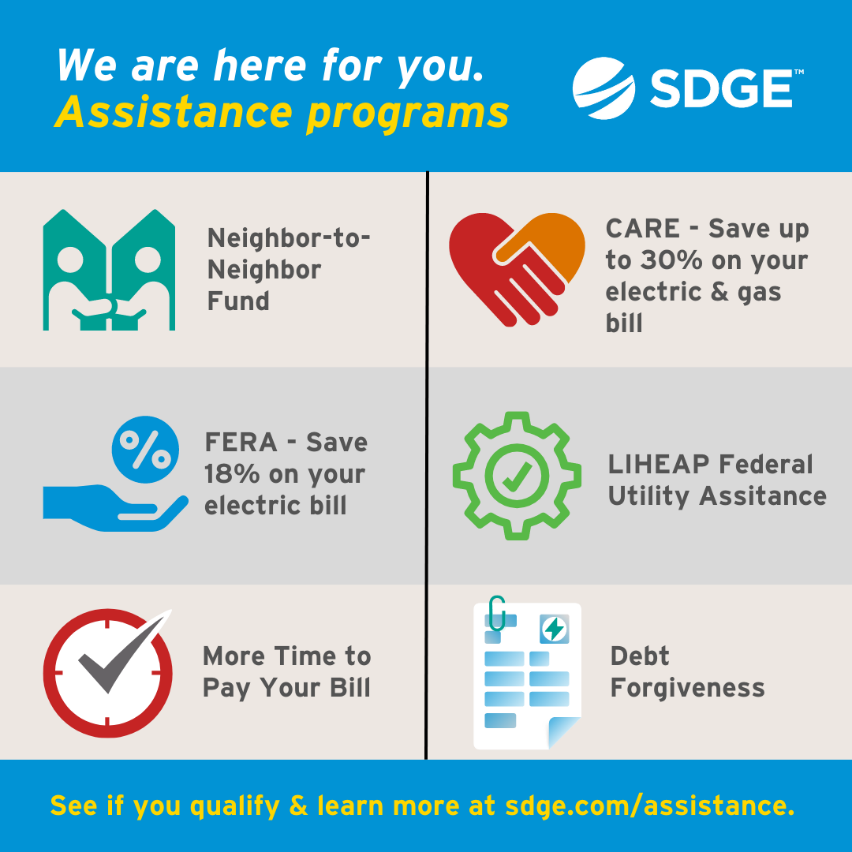 We are here for you.
Assistance programs
SDGE™
Neighbor-to-
Neighbor
Fund
CARE - Save up
to 30% on your
electric & gas
bill
FERA - Save
18% on your
electric bill
LIHEAP Federal
Utility Assitance
More Time to
Pay Your Bill
Debt
Forgiveness
See if you qualify & learn more at sdge.com/assistance.